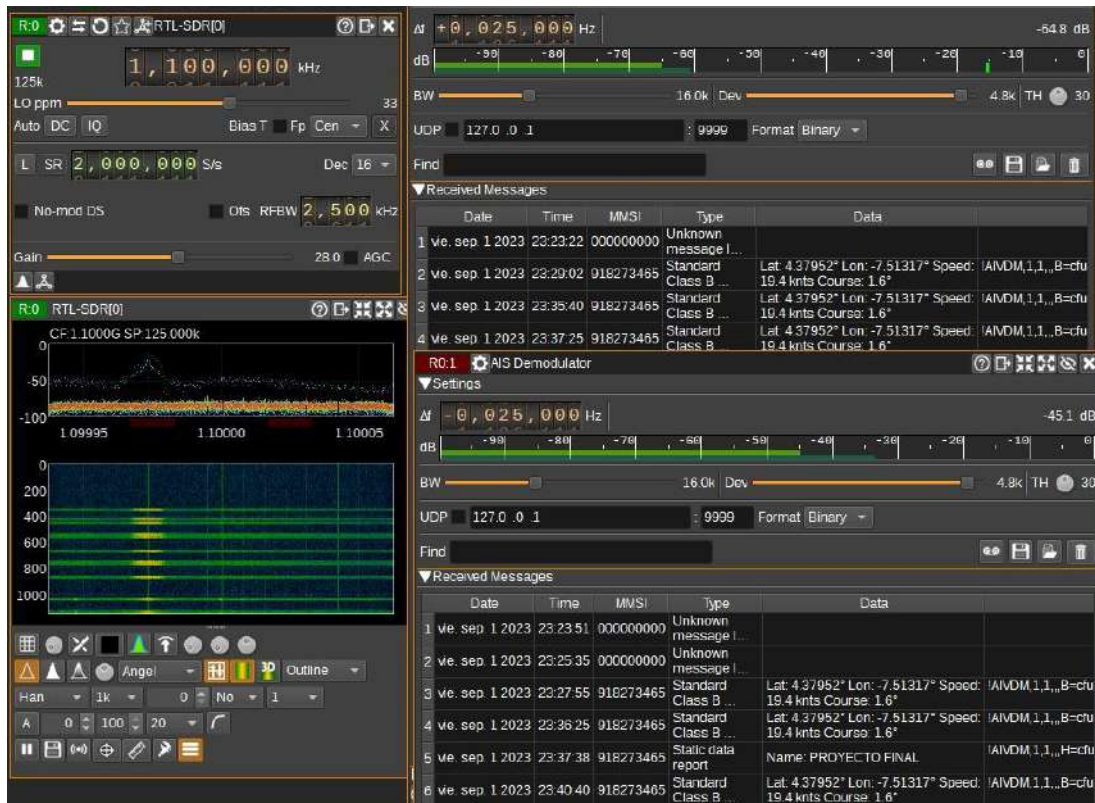 R:0 RTL-SDR[0]
1,100,000 kHz
125k
LO ppm 33
Auto DC IQ Bias T Fp Cen X
L SR 2,000,000 S/s Dec 16
No-mod DS Ofs RFBW 2,500 kHz
Gain 28.0 AGC
R:0 RTL-SDR[0]
CF:1.1000G SP:125.000k
0
-50
-100
1.09995 1.10000 1.10005
0
200
400
600
800
1000
Angel 3D Outline
Han 1k 0 No 1
A 0 100 20
Δf +0,025,000 Hz -64.8 dB
dB -90 -80 -70 -60 -50 -40 -30 -20 -10 0
BW 16.0k Dev 4.8k TH 30
UDP 127.0 .0 .1 : 9999 Format Binary
Find
Received Messages
Date Time MMSI Type Data
1 vie. sep. 1 2023 23:23:22 000000000 Unknown message I...
2 vie. sep. 1 2023 23:29:02 918273465 Standard Class B ... Lat: 4.37952° Lon: -7.51317° Speed: 19.4 knts Course: 1.6° !AIVDM,1,1,,,B=cfu
3 vie. sep. 1 2023 23:35:40 918273465 Standard Class B ... Lat: 4.37952° Lon: -7.51317° Speed: 19.4 knts Course: 1.6° !AIVDM,1,1,,,B=cfu
4 vie. sep. 1 2023 23:37:25 918273465 Standard Class B ... Lat: 4.37952° Lon: -7.51317° Speed: 19.4 knts Course: 1.6° !AIVDM,1,1,,,B=cfu
R0:1 AIS Demodulator
Settings
Δf -0,025,000 Hz -45.1 dB
dB -90 -80 -70 -60 -50 -40 -30 -20 -10 0
BW 16.0k Dev 4.8k TH 30
UDP 127.0 .0 .1 : 9999 Format Binary
Find
Received Messages
Date Time MMSI Type Data
1 vie. sep. 1 2023 23:23:51 000000000 Unknown message I...
2 vie. sep. 1 2023 23:25:35 000000000 Unknown message I...
3 vie. sep. 1 2023 23:27:55 918273465 Standard Class B ... Lat: 4.37952° Lon: -7.51317° Speed: 19.4 knts Course: 1.6° !AIVDM,1,1,,,B=cfu
4 vie. sep. 1 2023 23:36:25 918273465 Standard Class B ... Lat: 4.37952° Lon: -7.51317° Speed: 19.4 knts Course: 1.6° !AIVDM,1,1,,,B=cfu
5 vie. sep. 1 2023 23:37:38 918273465 Static data report Name: PROYECTO FINAL !AIVDM,1,1,,,H=cfu
6 vie. sep. 1 2023 23:40:40 918273465 Standard Class B ... Lat: 4.37952° Lon: -7.51317° Speed: 19.4 knts Course: 1.6° !AIVDM,1,1,,,B=cfu